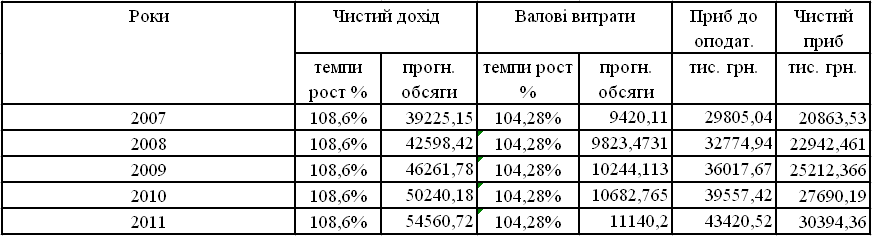 Роки Чистий дохід Валові витрати Приб до оподат. Чистий приб
темпи рост % прогн. обсяги темпи рост % прогн. обсяги тис. грн. тис. грн.
2007 108,6% 39225,15 104,28% 9420,11 29805,04 20863,53
2008 108,6% 42598,42 104,28% 9823,4731 32774,94 22942,461
2009 108,6% 46261,78 104,28% 10244,113 36017,67 25212,366
2010 108,6% 50240,18 104,28% 10682,765 39557,42 27690,19
2011 108,6% 54560,72 104,28% 11140,2 43420,52 30394,36